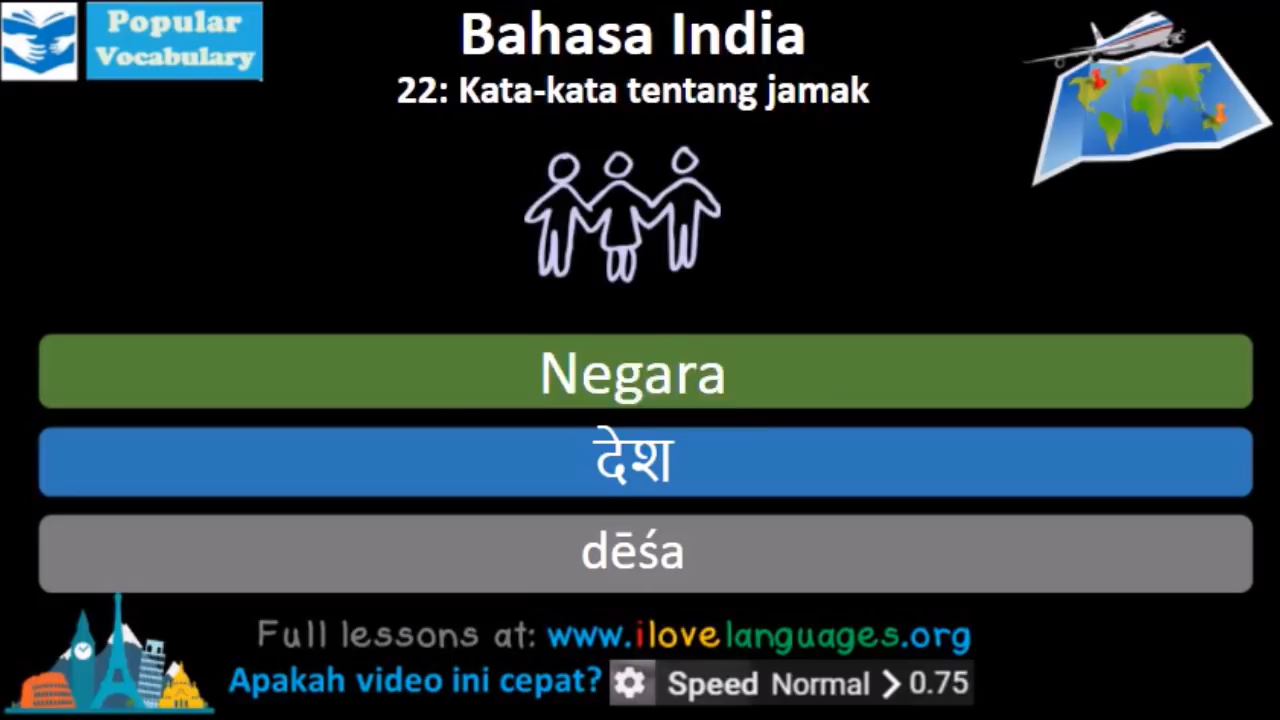 Popular
Vocabulary
Bahasa India
22: Kata-kata tentang jamak
Negara
देश
dēśa
Full lessons at: www.ilovelanguages.org
Apakah video ini cepat? Speed Normal > 0.75